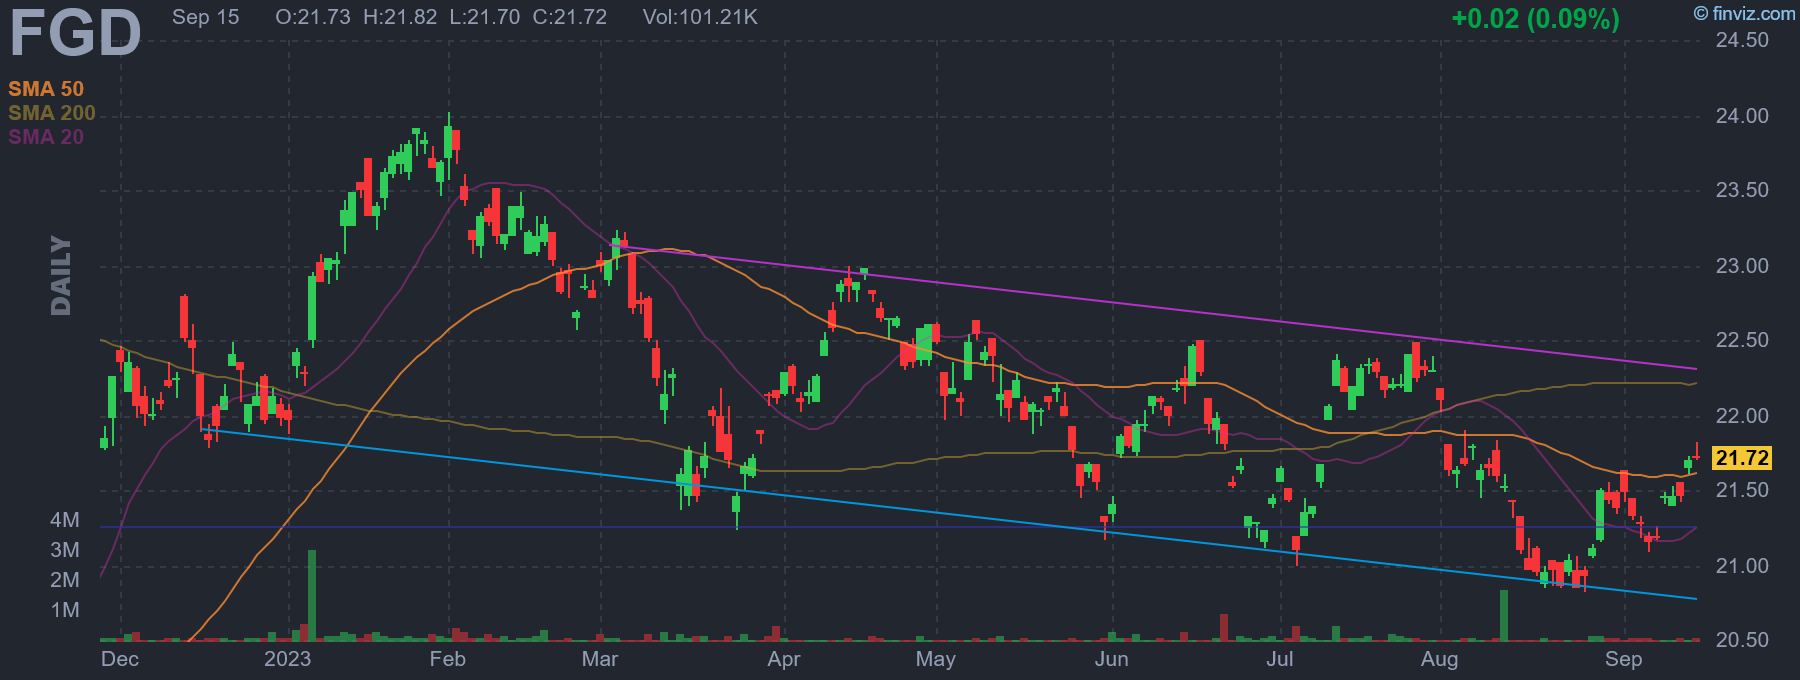 FGD
Sep 15 O:21.73 H:21.82 L:21.70 C:21.72 Vol:101.21K
+0.02 (0.09%)
© finviz.com
SMA 50
SMA 200
SMA 20
DAILY
24.50
24.00
23.50
23.00
22.50
22.00
21.72
21.50
21.00
20.50
4M
3M
2M
1M
Dec 2023 Feb Mar Apr May Jun Jul Aug Sep